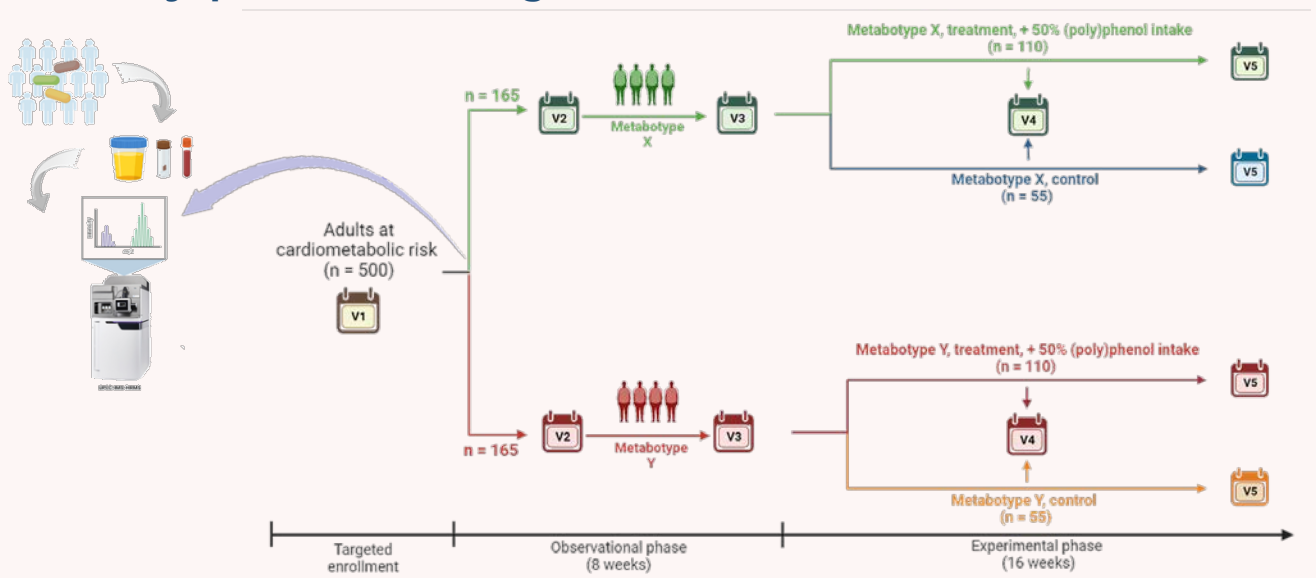 Metabotype X, treatment, + 50% (poly)phenol intake
(n = 110)
V5
n = 165
V2
Metabotype
X
V3
V4
V5
Metabotype X, control
(n = 55)
Adults at
cardiometabolic risk
(n = 500)
V1
Metabotype Y, treatment, + 50% (poly)phenol intake
(n = 110)
V5
n = 165
V2
Metabotype
Y
V3
V4
V5
Metabotype Y, control
(n = 55)
Targeted
enrollment
Observational phase
(8 weeks)
Experimental phase
(16 weeks)